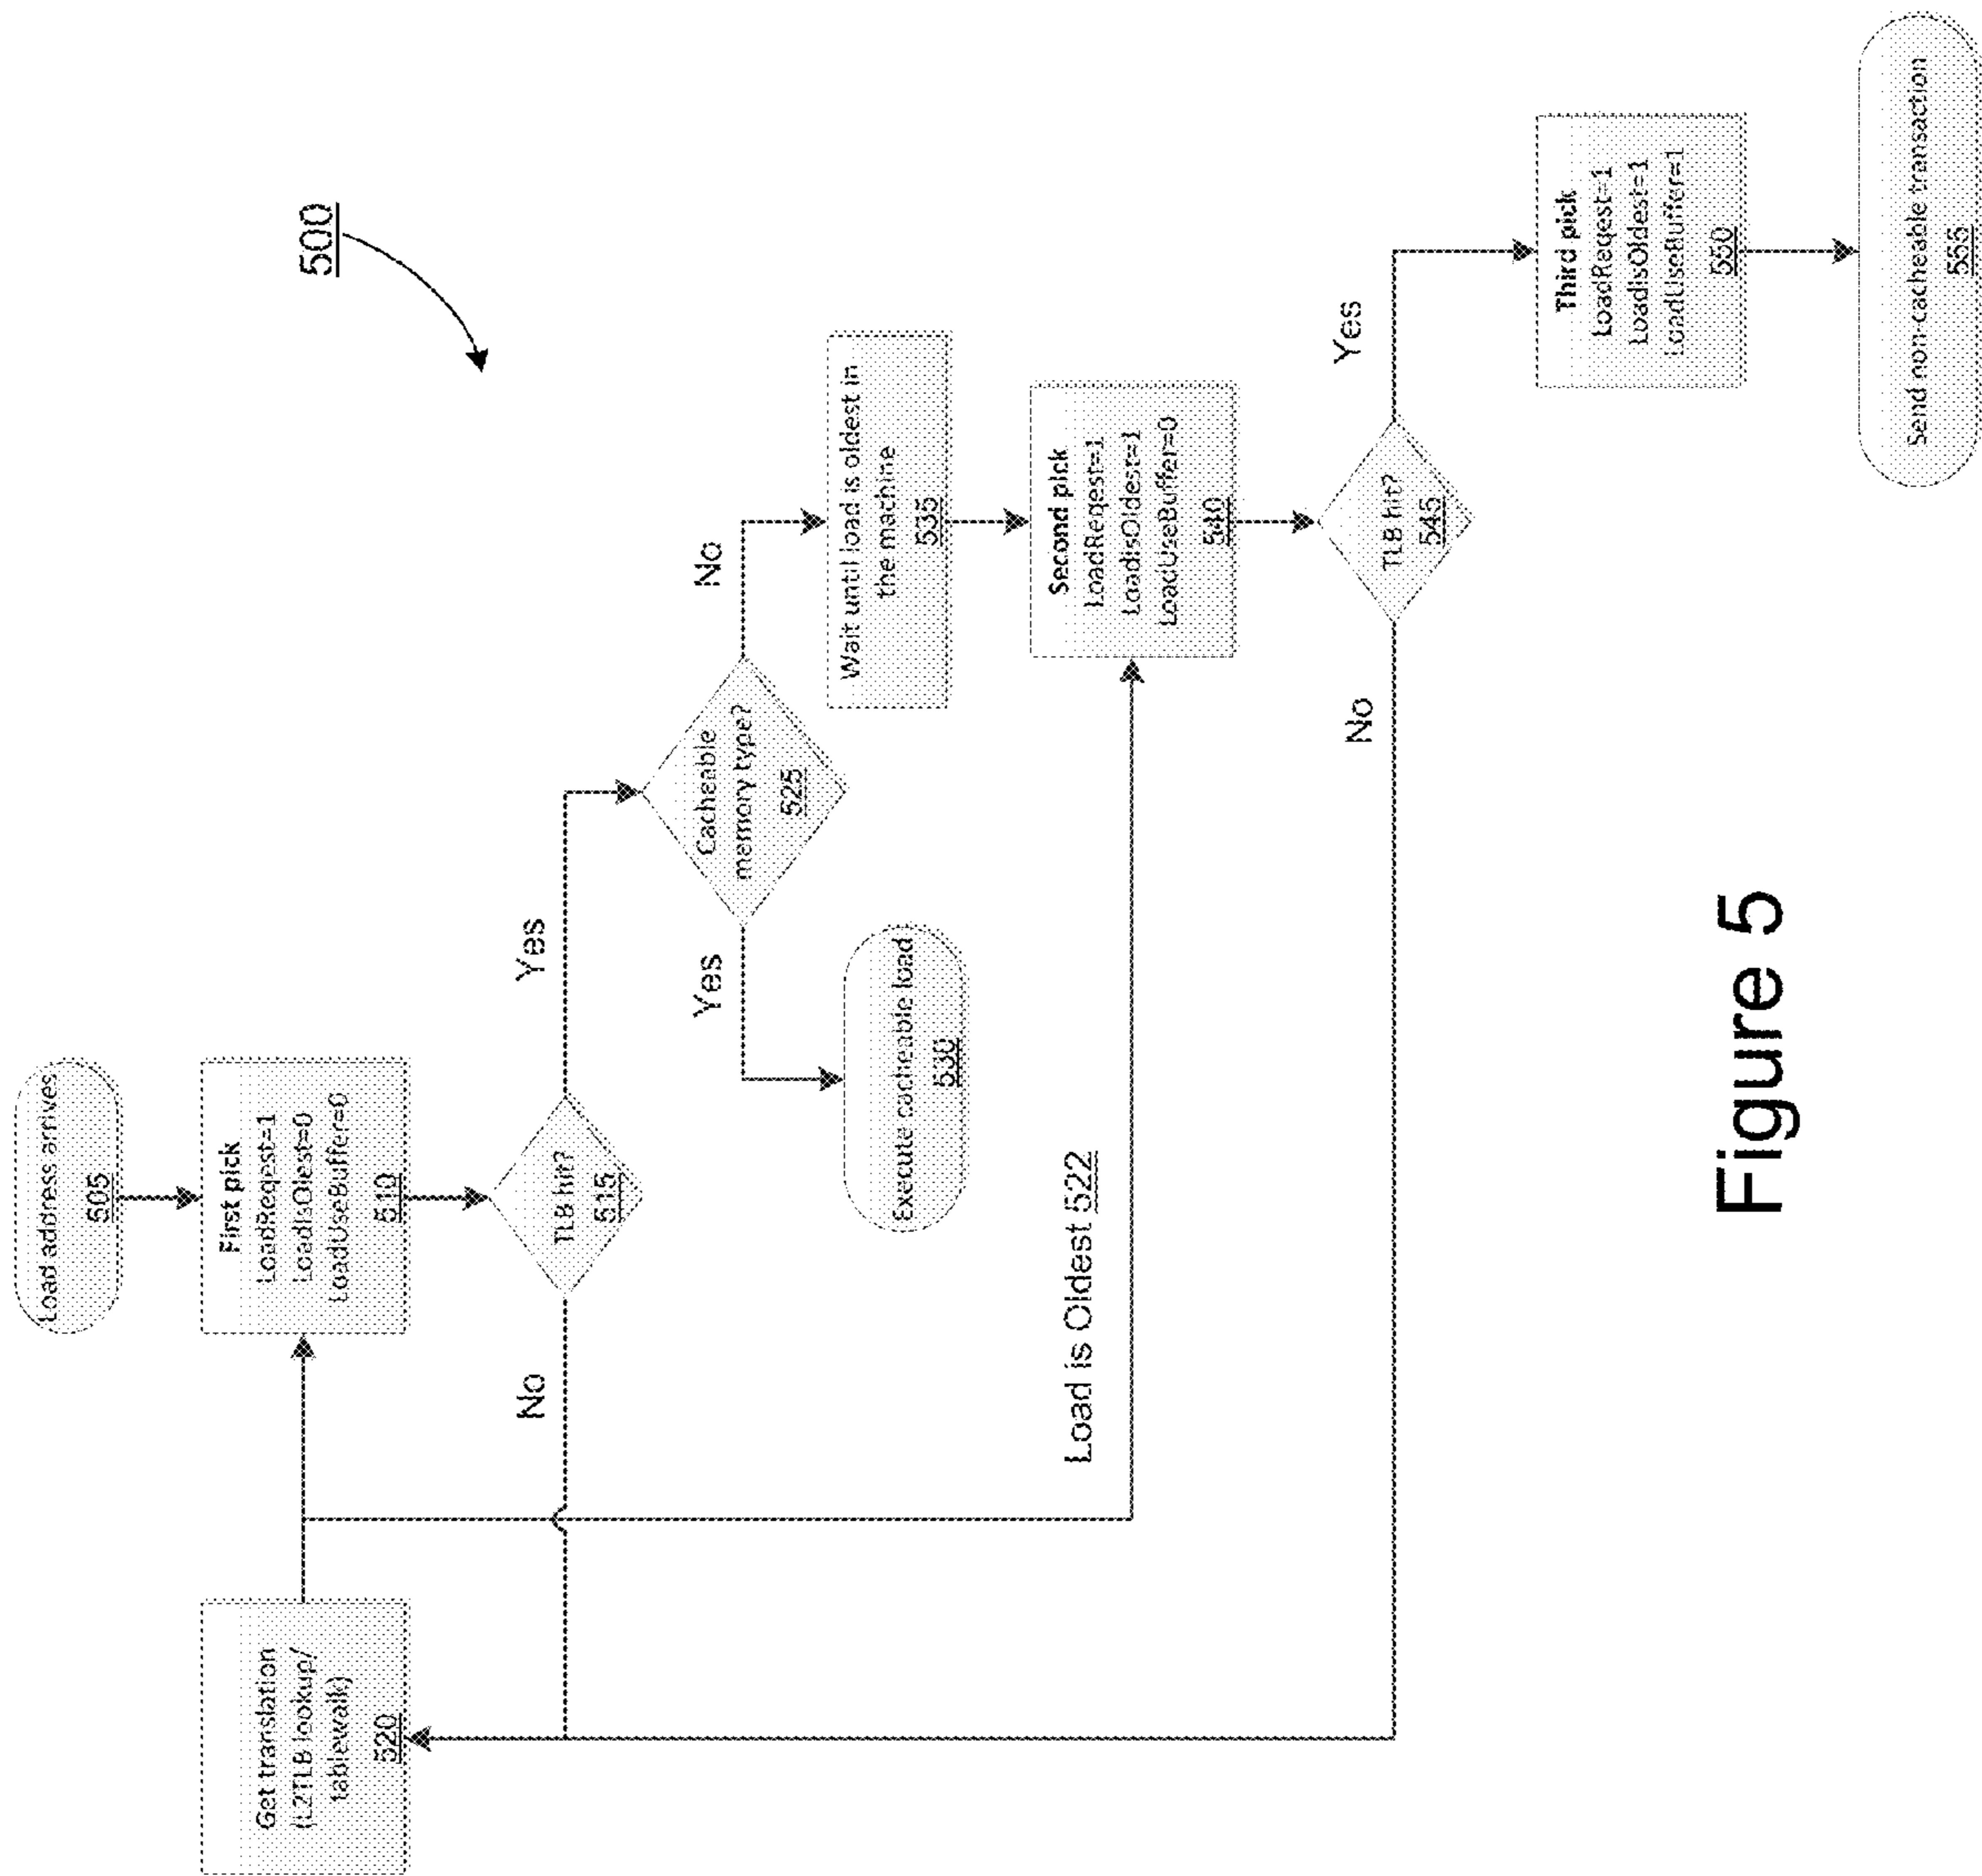 500
Load address arrives
505
First pick
LoadReqest=1
LoadIsOlest=0
LoadUseBuffer=0
510
Get translation
(L2TLB lookup/
tablewalk)
520
TLB hit?
515
No
Yes
Cacheable
memory type?
525
Yes
No
Execute cacheable load
530
Wait until load is oldest in
the machine
535
Load is Oldest 522
Second pick
LoadReqest=1
LoadIsOldest=1
LoadUseBuffer=0
540
TLB hit?
545
No
Yes
Third pick
LoadReqest=1
LoadIsOldest=1
LoadUseBuffer=1
550
Send non-cacheable transaction
555
Figure 5